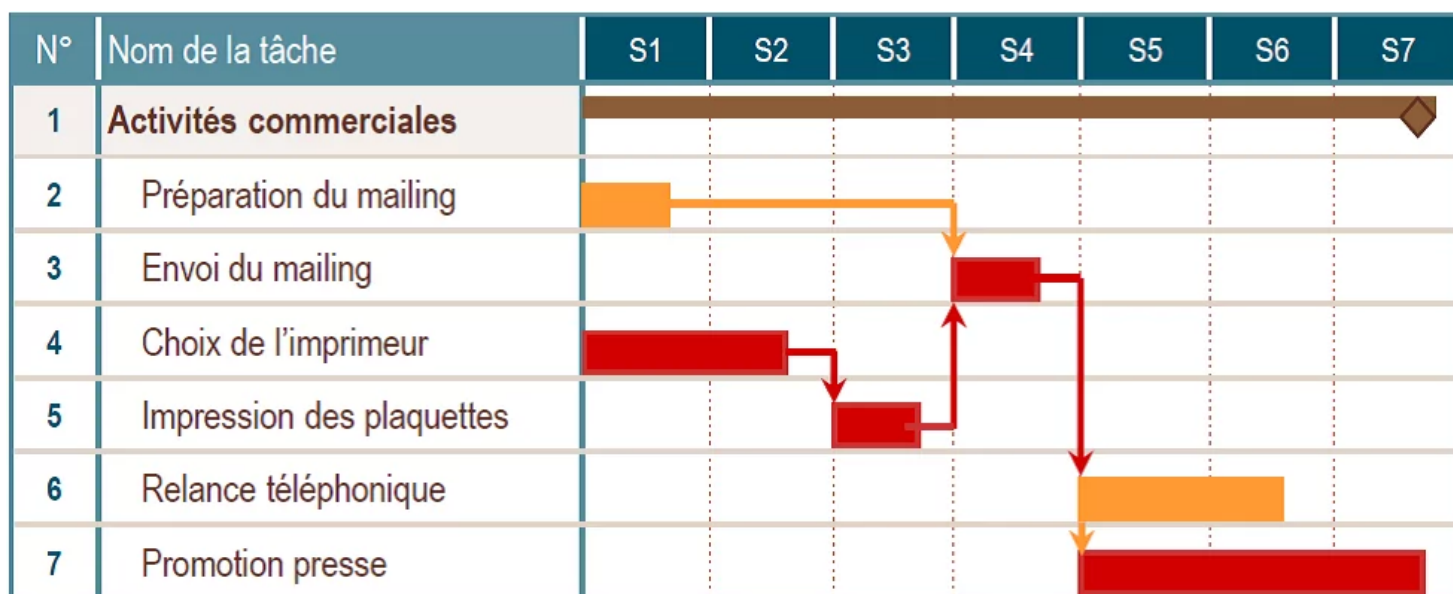 N° Nom de la tâche S1 S2 S3 S4 S5 S6 S7
1 Activités commerciales
2 Préparation du mailing
3 Envoi du mailing
4 Choix de l’imprimeur
5 Impression des plaquettes
6 Relance téléphonique
7 Promotion presse